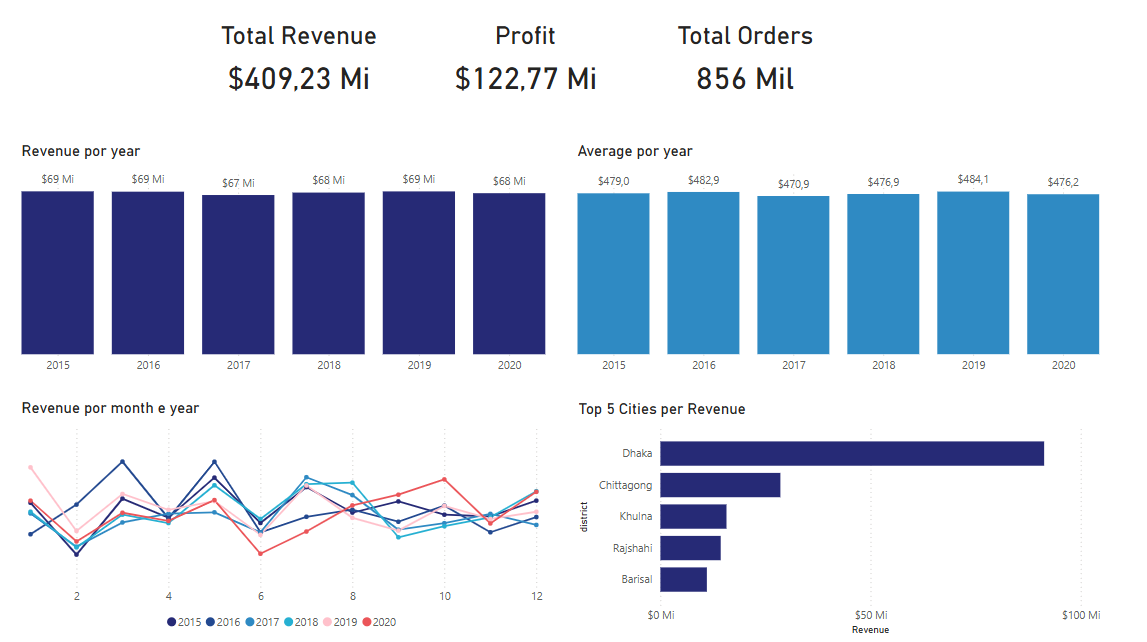 Total Revenue Profit Total Orders
$409,23 Mi $122,77 Mi 856 Mil
Revenue por year
$69 Mi $69 Mi $67 Mi $68 Mi $69 Mi $68 Mi
2015 2016 2017 2018 2019 2020
Average por year
$479,0 $482,9 $470,9 $476,9 $484,1 $476,2
2015 2016 2017 2018 2019 2020
Revenue por month e year
2 4 6 8 10 12
2015 2016 2017 2018 2019 2020
Top 5 Cities per Revenue
district
Dhaka
Chittagong
Khulna
Rajshahi
Barisal
$0 Mi $50 Mi $100 Mi
Revenue